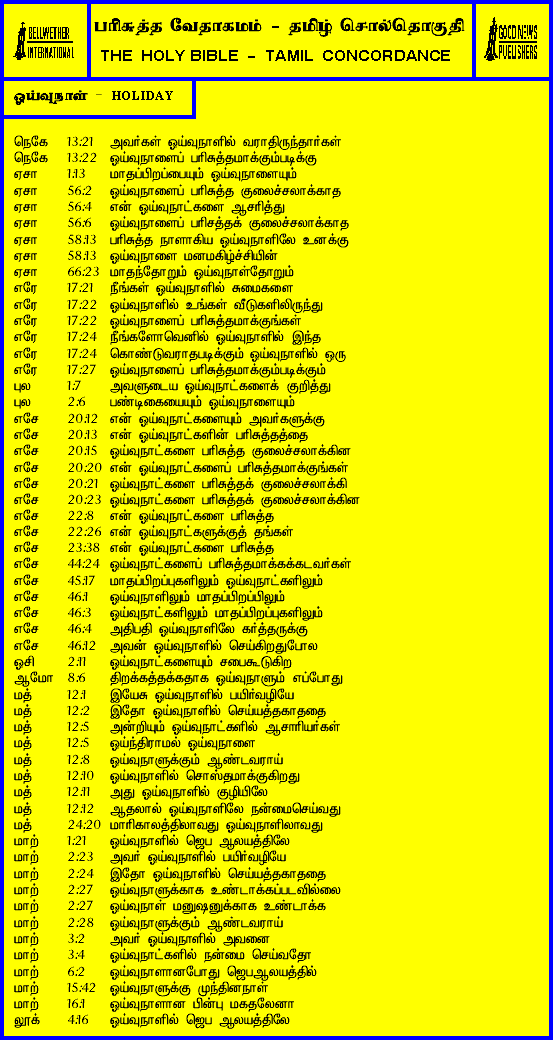 BELLWETHER INTERNATIONAL
பரிசுத்த வேதாகமம் - தமிழ் சொல்தொகுதி
THE HOLY BIBLE - TAMIL CONCORDANCE
GOOD NEWS PUBLISHERS
ஓய்வுநாள் - HOLIDAY
நெகே 13:21 அவர்கள் ஓய்வுநாளில் வராதிருந்தார்கள்
நெகே 13:22 ஓய்வுநாளைப் பரிசுத்தமாக்கும்படிக்கு
ஏசா 1:13 மாதப்பிறப்பையும் ஓய்வுநாளையும்
ஏசா 56:2 ஓய்வுநாளைப் பரிசுத்த குலைச்சலாக்காத
ஏசா 56:4 என் ஓய்வுநாட்களை ஆசரித்து
ஏசா 56:6 ஓய்வுநாளைப் பரிசத்தக் குலைச்சலாக்காத
ஏசா 58:13 பரிசுத்த நாளாகிய ஓய்வுநாளிலே உனக்கு
ஏசா 58:13 ஓய்வுநாளை மனமகிழ்ச்சியின்
ஏசா 66:23 மாதந்தோறும் ஓய்வுநாள்தோறும்
எரே 17:21 நீங்கள் ஓய்வுநாளில் சுமைகளை
எரே 17:22 ஓய்வுநாளில் உங்கள் வீடுகளிலிருந்து
எரே 17:22 ஓய்வுநாளைப் பரிசுத்தமாக்குங்கள்
எரே 17:24 நீங்களோவெனில் ஓய்வுநாளில் இந்த
எரே 17:24 கொண்டுவராதபடிக்கும் ஓய்வுநாளில் ஒரு
எரே 17:27 ஓய்வுநாளைப் பரிசுத்தமாக்கும்படிக்கும்
புல 1:7 அவளுடைய ஓய்வுநாட்களைக் குறித்து
புல 2:6 பண்டிகையையும் ஓய்வுநாளையும்
எசே 20:12 என் ஓய்வுநாட்களையும் அவர்களுக்கு
எசே 20:13 என் ஓய்வுநாட்களின் பரிசுத்தத்தை
எசே 20:15 ஓய்வுநாட்களை பரிசுத்த குலைச்சலாக்கின
எசே 20:20 என் ஓய்வுநாட்களைப் பரிசுத்தமாக்குங்கள்
எசே 20:21 ஓய்வுநாட்களை பரிசுத்தக் குலைச்சலாக்கி
எசே 20:23 ஓய்வுநாட்களை பரிசுத்தக் குலைச்சலாக்கின
எசே 22:8 என் ஓய்வுநாட்களை பரிசுத்த
எசே 22:26 என் ஓய்வுநாட்களுக்குத் தங்கள்
எசே 23:38 என் ஓய்வுநாட்களை பரிசுத்த
எசே 44:24 ஓய்வுநாட்களைப் பரிசுத்தமாக்கக்கடவர்கள்
எசே 45:17 மாதப்பிறப்புகளிலும் ஓய்வுநாட்களிலும்
எசே 46:1 ஓய்வுநாளிலும் மாதப்பிறப்பிலும்
எசே 46:3 ஓய்வுநாட்களிலும் மாதப்பிறப்புகளிலும்
எசே 46:4 அதிபதி ஓய்வுநாளிலே கர்த்தருக்கு
எசே 46:12 அவன் ஓய்வுநாளில் செய்கிறதுபோல
ஓசி 2:11 ஓய்வுநாட்களையும் சபைகூடுகிற
ஆமோ 8:6 திறக்கத்தக்கதாக ஓய்வுநாளும் எப்போது
மத் 12:1 இயேசு ஓய்வுநாளில் பயிர்வழியே
மத் 12:2 இதோ ஓய்வுநாளில் செய்யத்தகாததை
மத் 12:5 அன்றியும் ஓய்வுநாட்களில் ஆசாரியர்கள்
மத் 12:5 ஓய்ந்திராமல் ஓய்வுநாளை
மத் 12:8 ஓய்வுநாளுக்கும் ஆண்டவராய்
மத் 12:10 ஓய்வுநாளில் சொஸ்தமாக்குகிறது
மத் 12:11 அது ஓய்வுநாளில் குழியிலே
மத் 12:12 ஆதலால் ஓய்வுநாளிலே நன்மைசெய்வது
மத் 24:20 மாரிகாலத்திலாவது ஓய்வுநாளிலாவது
மாற் 1:21 ஓய்வுநாளில் ஜெப ஆலயத்திலே
மாற் 2:23 அவர் ஓய்வுநாளில் பயிர்வழியே
மாற் 2:24 இதோ ஓய்வுநாளில் செய்யத்தகாததை
மாற் 2:27 ஓய்வுநாளுக்காக உண்டாக்கப்படவில்லை
மாற் 2:27 ஓய்வுநாள் மனுஷனுக்காக உண்டாக்க
மாற் 2:28 ஓய்வுநாளுக்கும் ஆண்டவராய்
மாற் 3:2 அவர் ஓய்வுநாளில் அவனை
மாற் 3:4 ஓய்வுநாட்களில் நன்மை செய்வதோ
மாற் 6:2 ஓய்வுநாளானபோது ஜெபஆலயத்தில்
மாற் 15:42 ஓய்வுநாளுக்கு முந்தினநாள்
மாற் 16:1 ஓய்வுநாளான பின்பு மகதலேனா
லூக் 4:16 ஓய்வுநாளில் ஜெப ஆலயத்திலே